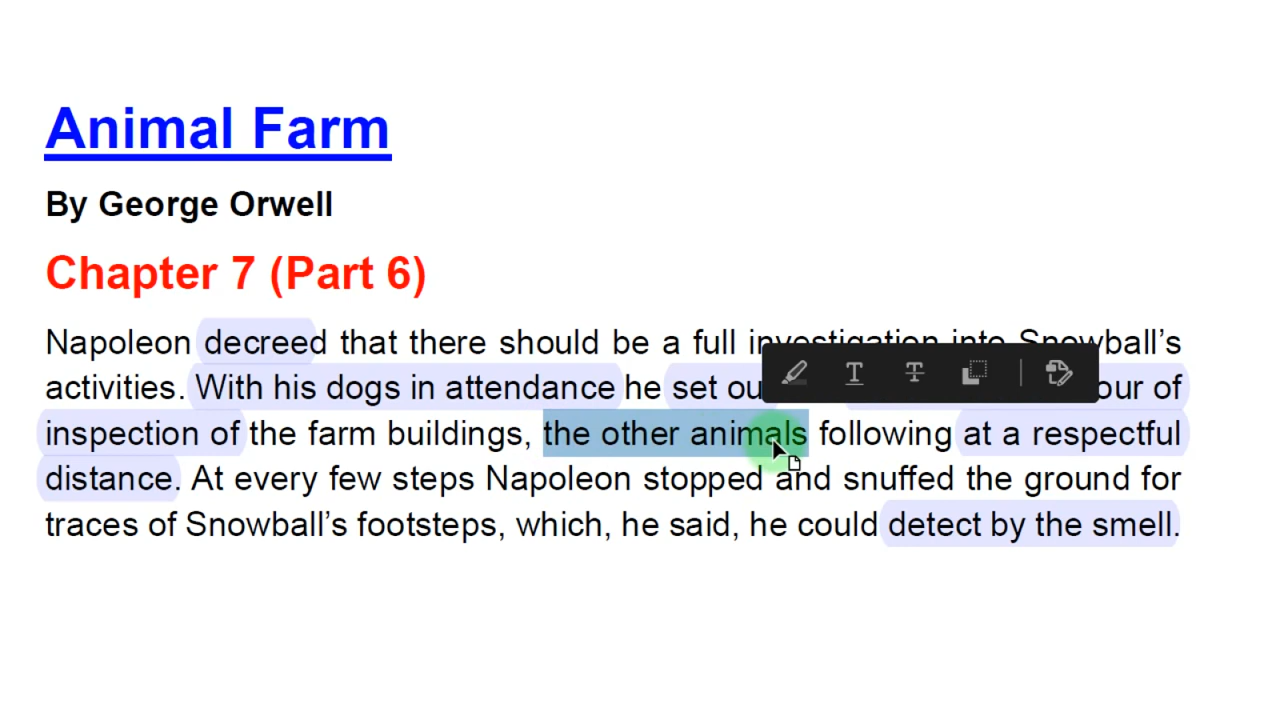 Animal Farm
By George Orwell
Chapter 7 (Part 6)
Napoleon decreed that there should be a full investigation into Snowball’s
activities. With his dogs in attendance he set our of
inspection of the farm buildings, the other animals following at a respectful
distance. At every few steps Napoleon stopped and snuffed the ground for
traces of Snowball’s footsteps, which, he said, he could detect by the smell.